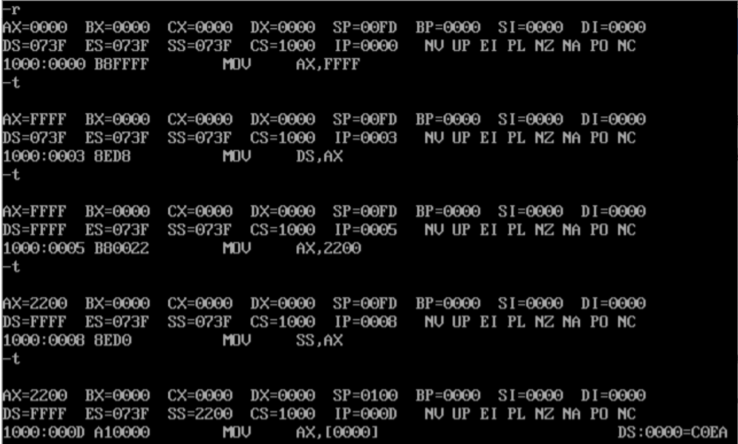 -r
AX=0000  BX=0000  CX=0000  DX=0000  SP=00FD  BP=0000  SI=0000  DI=0000
DS=073F  ES=073F  SS=073F  CS=1000  IP=0000   NV UP EI PL NZ NA PO NC
1000:0000 B8FFFF        MOV     AX,FFFF
-t
AX=FFFF  BX=0000  CX=0000  DX=0000  SP=00FD  BP=0000  SI=0000  DI=0000
DS=073F  ES=073F  SS=073F  CS=1000  IP=0003   NV UP EI PL NZ NA PO NC
1000:0003 8ED8          MOV     DS,AX
-t
AX=FFFF  BX=0000  CX=0000  DX=0000  SP=00FD  BP=0000  SI=0000  DI=0000
DS=FFFF  ES=073F  SS=073F  CS=1000  IP=0005   NV UP EI PL NZ NA PO NC
1000:0005 B80022        MOV     AX,2200
-t
AX=2200  BX=0000  CX=0000  DX=0000  SP=00FD  BP=0000  SI=0000  DI=0000
DS=FFFF  ES=073F  SS=073F  CS=1000  IP=0008   NV UP EI PL NZ NA PO NC
1000:0008 8ED0          MOV     SS,AX
-t
AX=2200  BX=0000  CX=0000  DX=0000  SP=0100  BP=0000  SI=0000  DI=0000
DS=FFFF  ES=073F  SS=2200  CS=1000  IP=000D   NV UP EI PL NZ NA PO NC
1000:000D A10000        MOV     AX,[0000]                          DS:0000=C0EA